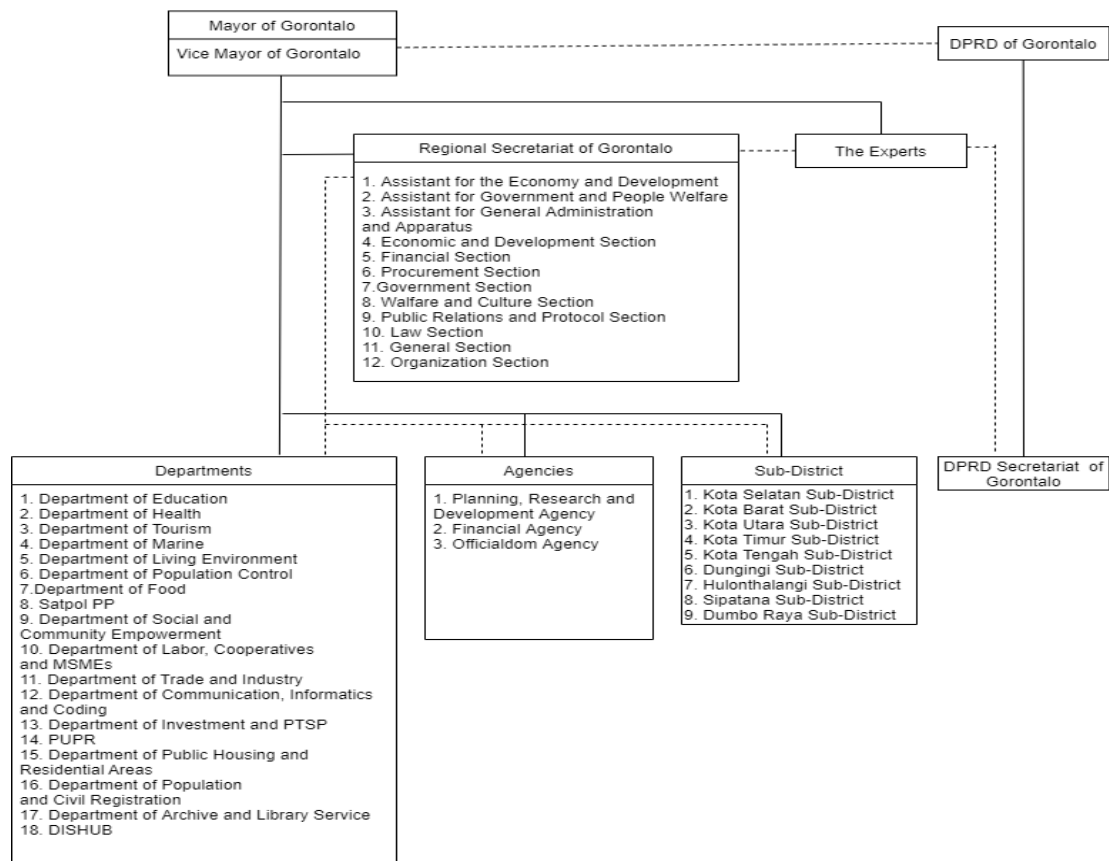 Mayor of Gorontalo
Vice Mayor of Gorontalo
DPRD of Gorontalo
Regional Secretariat of Gorontalo
1. Assistant for the Economy and Development
2. Assistant for Government and People Welfare
3. Assistant for General Administration
and Apparatus
4. Economic and Development Section
5. Financial Section
6. Procurement Section
7.Government Section
8. Walfare and Culture Section
9. Public Relations and Protocol Section
10. Law Section
11. General Section
12. Organization Section
The Experts
Departments
1. Department of Education
2. Department of Health
3. Department of Tourism
4. Department of Marine
5. Department of Living Environment
6. Department of Population Control
7.Department of Food
8. Satpol PP
9. Department of Social and
Community Empowerment
10. Department of Labor, Cooperatives
and MSMEs
11. Department of Trade and Industry
12. Department of Communication, Informatics
and Coding
13. Department of Investment and PTSP
14. PUPR
15. Department of Public Housing and
Residential Areas
16. Department of Population
and Civil Registration
17. Department of Archive and Library Service
18. DISHUB
Agencies
1. Planning, Research and
Development Agency
2. Financial Agency
3. Officialdom Agency
Sub-District
1. Kota Selatan Sub-District
2. Kota Barat Sub-District
3. Kota Utara Sub-District
4. Kota Timur Sub-District
5. Kota Tengah Sub-District
6. Dungingi Sub-District
7. Hulonthalangi Sub-District
8. Sipatana Sub-District
9. Dumbo Raya Sub-District
DPRD Secretariat of
Gorontalo